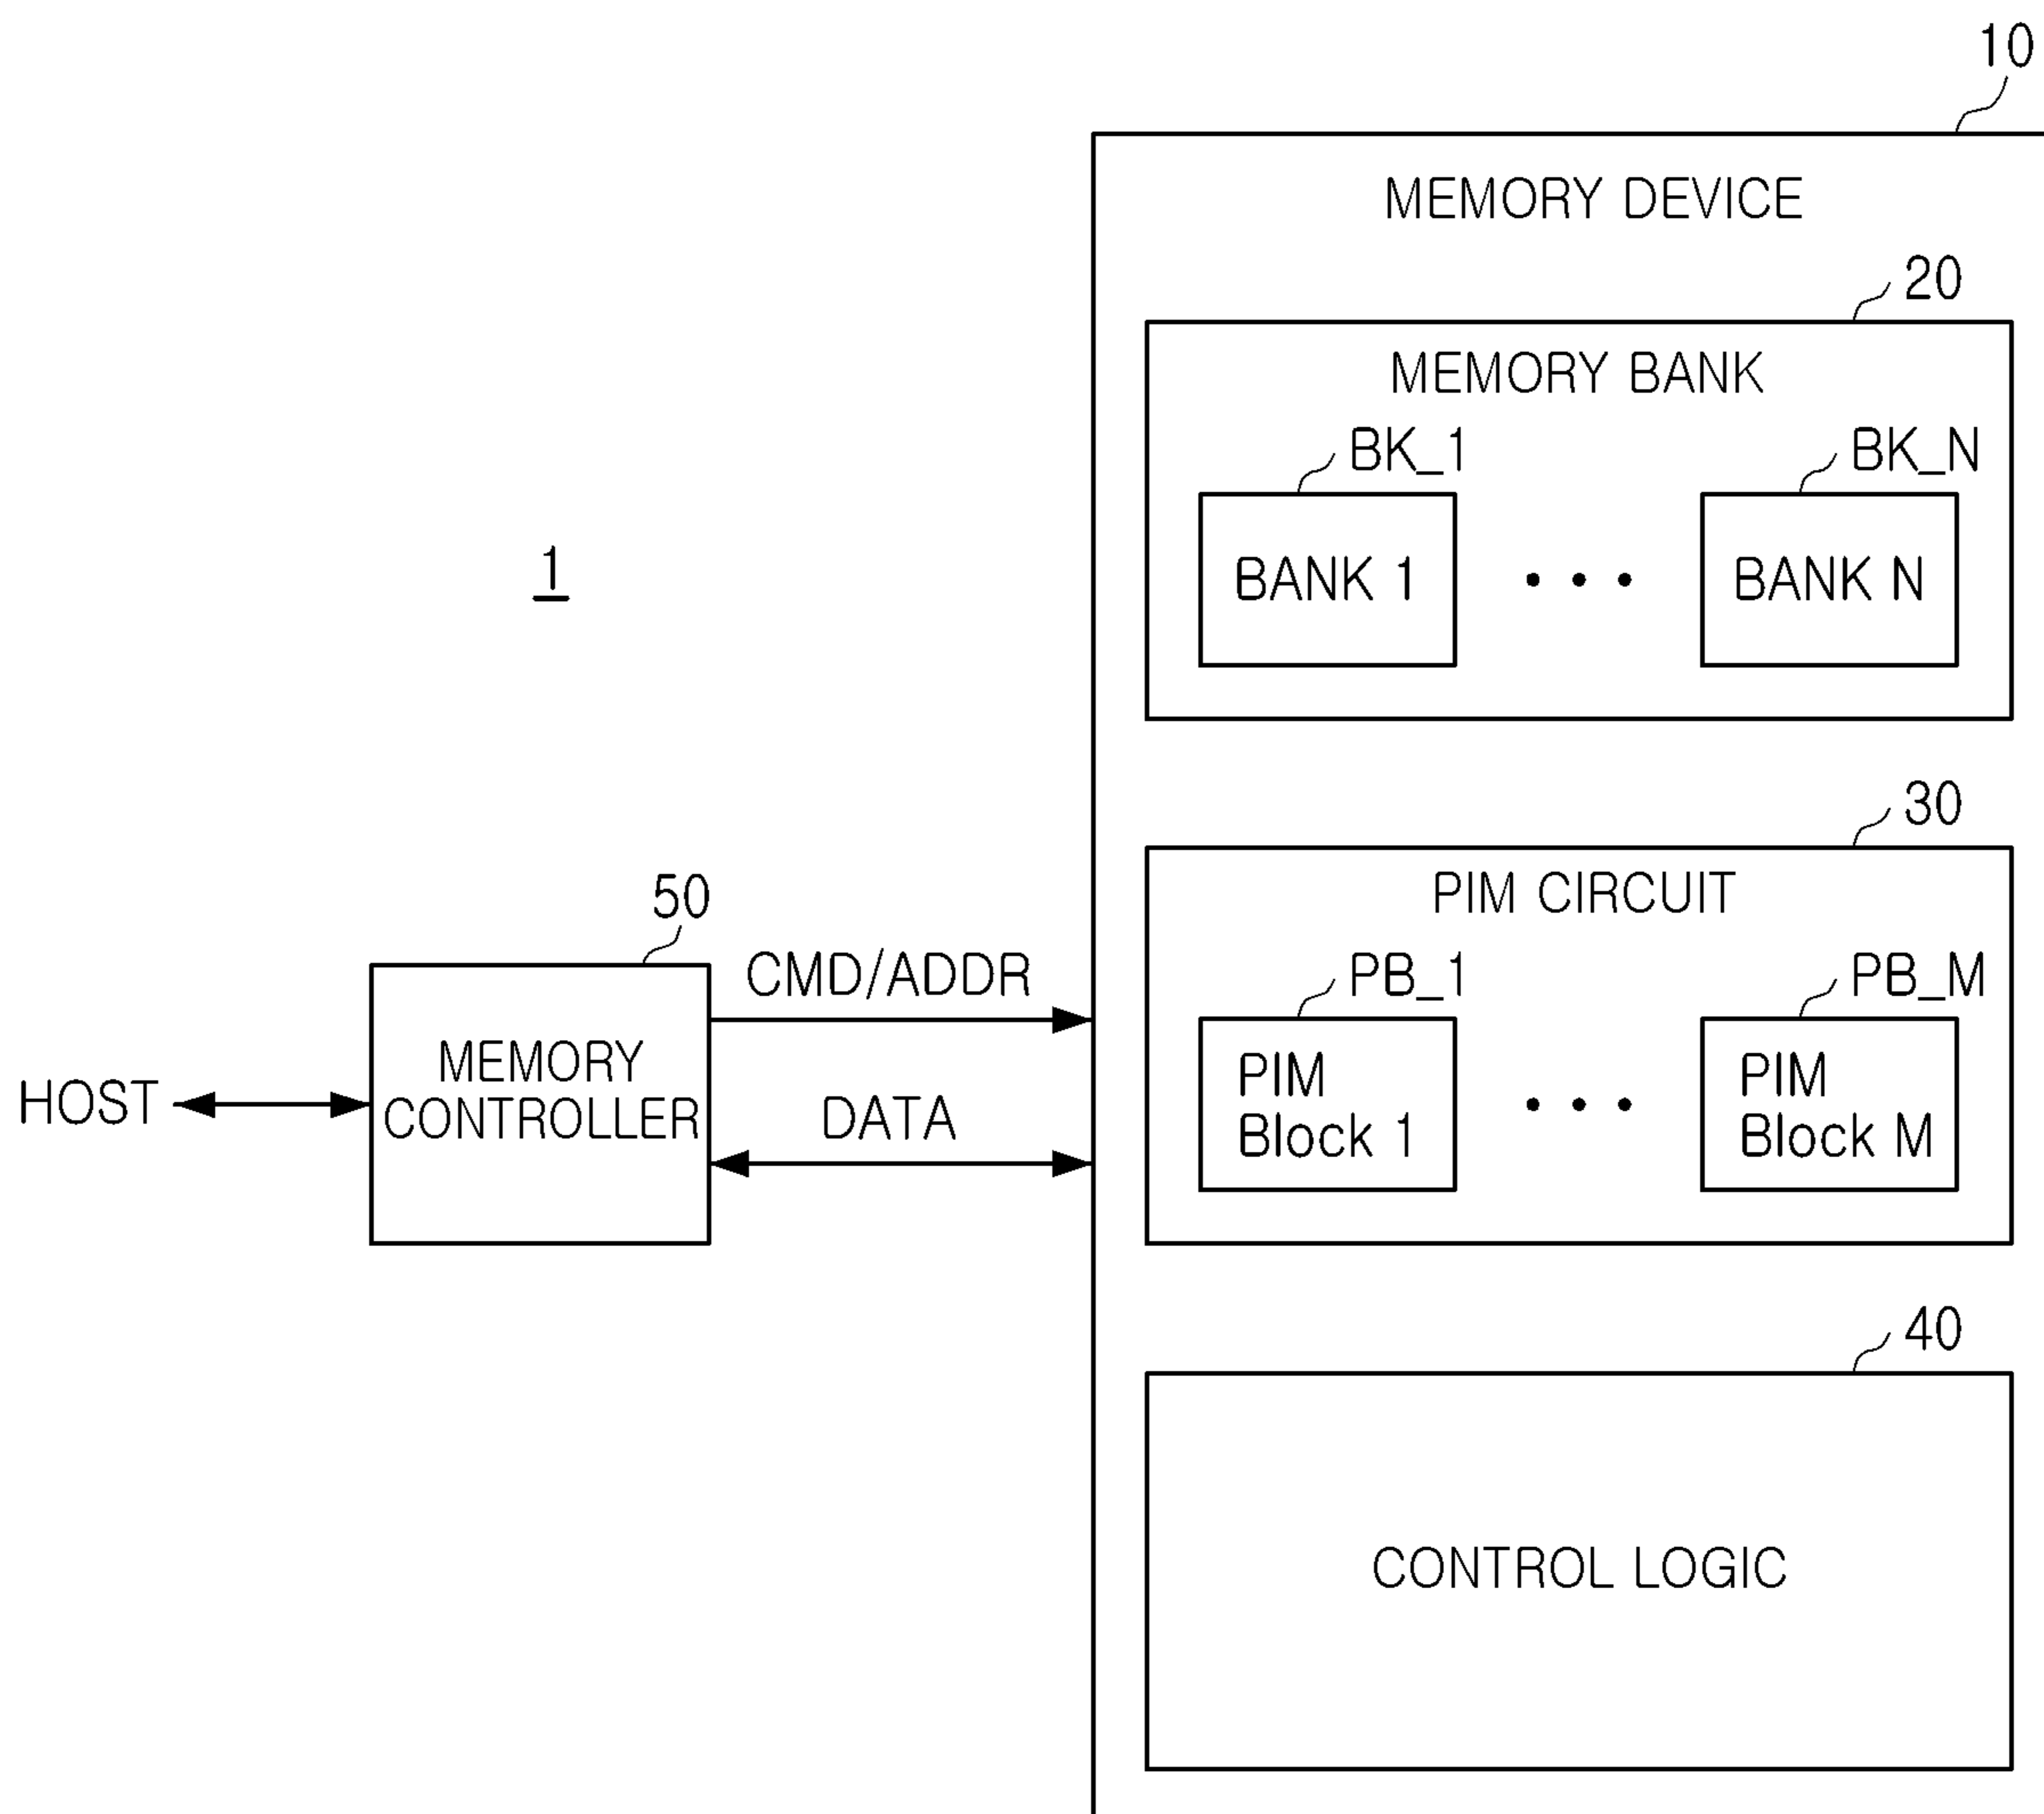 10
MEMORY DEVICE
20
MEMORY BANK
BK_1
BK_N
BANK 1
BANK N
1
30
PIM CIRCUIT
50
PB_1
PB_M
CMD/ADDR
MEMORY
CONTROLLER
HOST
DATA
PIM
Block 1
PIM
Block M
40
CONTROL LOGIC